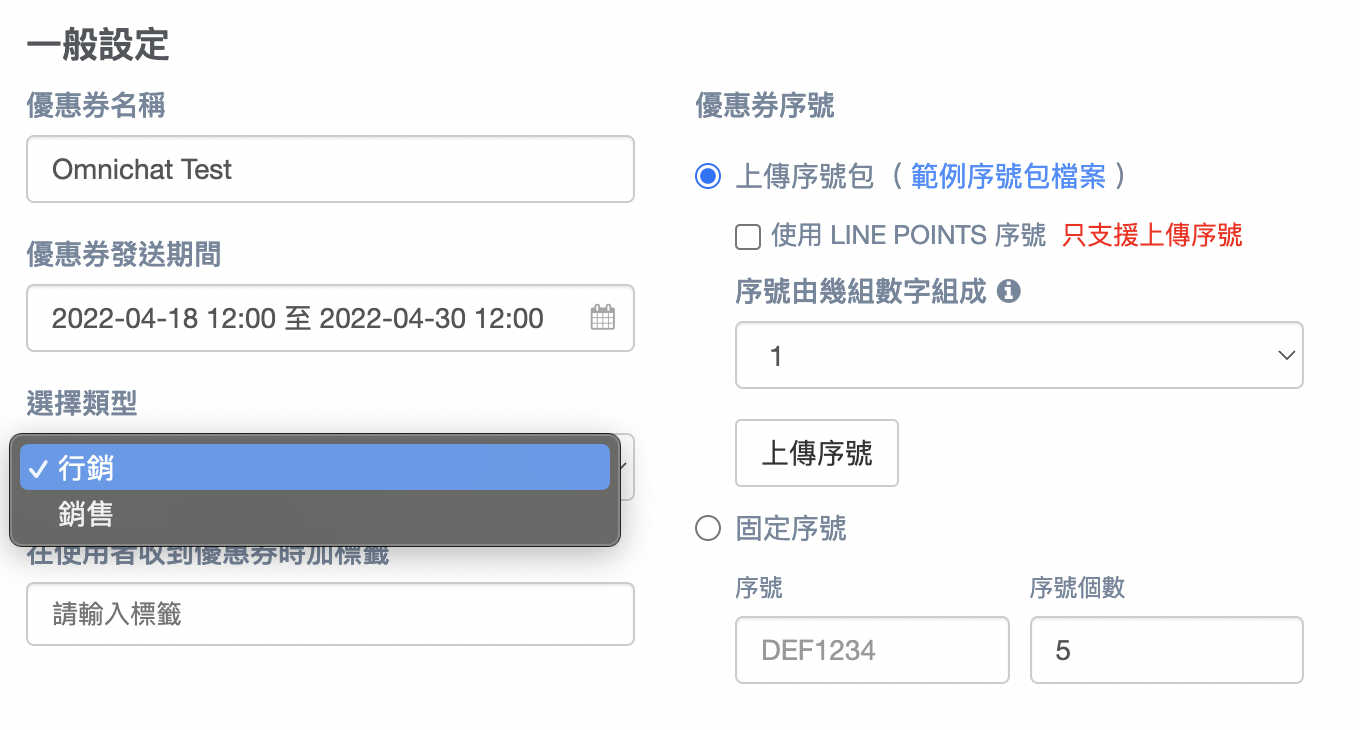 一般設定
優惠券名稱
Omnichat Test
優惠券發送期間
2022-04-18 12:00 至 2022-04-30 12:00
選擇類型
行銷
銷售
在使用者收到優惠券時加標籤
請輸入標籤
優惠券序號
上傳序號包 ( 範例序號包檔案 )
使用 LINE POINTS 序號 只支援上傳序號
序號由幾組數字組成
1
上傳序號
固定序號
序號 序號個數
DEF1234 5